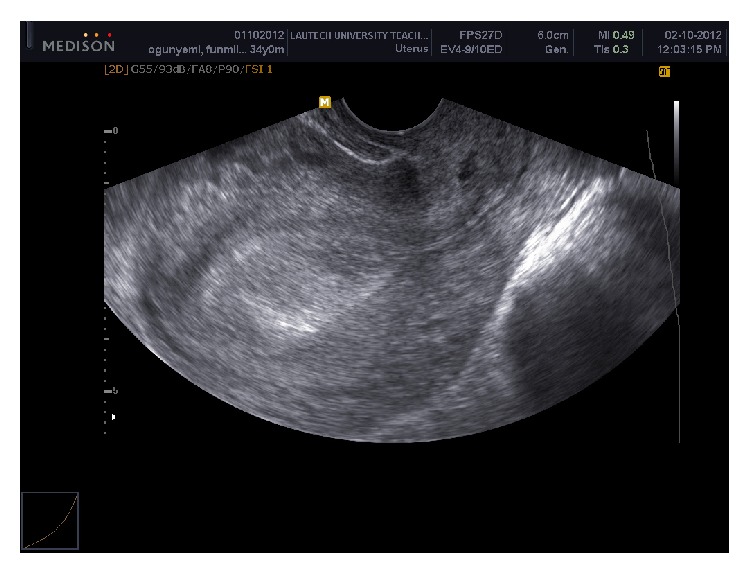 MEDISON
01102012 LAUTECH UNIVERSITY TEACH... FPS27D 6.0cm MI 0.49 02-10-2012
ogunyemi, funmil... 34y0m Uterus EV4-9/10ED Gen. TIs 0.3 12:03:15 PM
[2D] G55/93dB/FA8/P90/FSI 1
M
0
5